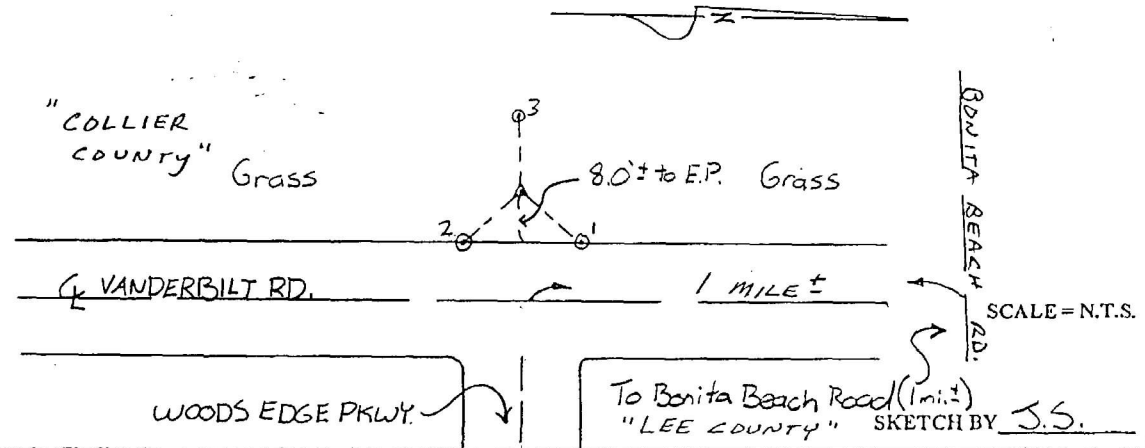 Z
"COLLIER
COUNTY"
Grass
3
8.0'± to E.P.
Grass
2
1
BONITA BEACH RD.
℄ VANDERBILT RD.
1 MILE ±
SCALE = N.T.S.
WOODS EDGE PKWY.
To Bonita Beach Road (1mi.±)
"LEE COUNTY"
SKETCH BY J.S.